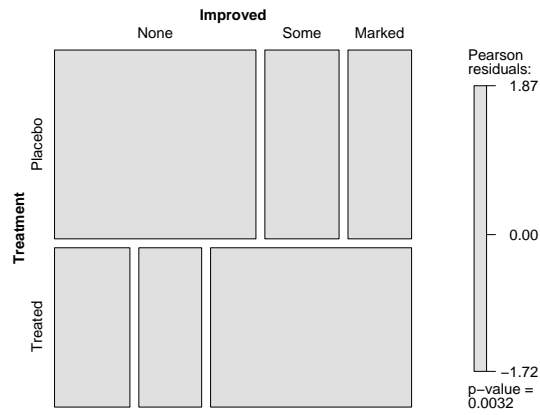 Improved
None Some Marked
Treatment
Placebo
Treated
Pearson
residuals:
1.87
0.00
−1.72
p−value =
0.0032